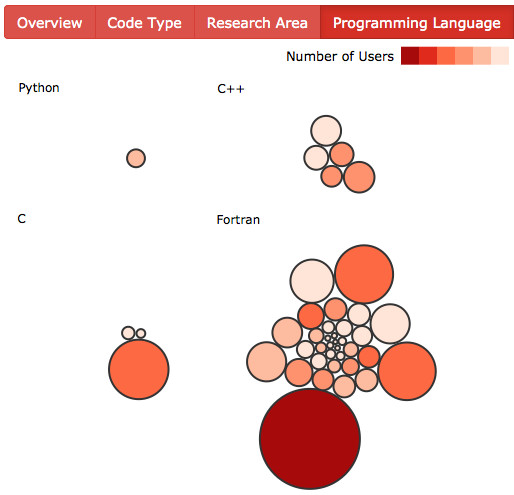 Overview Code Type Research Area Programming Language
Number of Users
Python C++
C Fortran